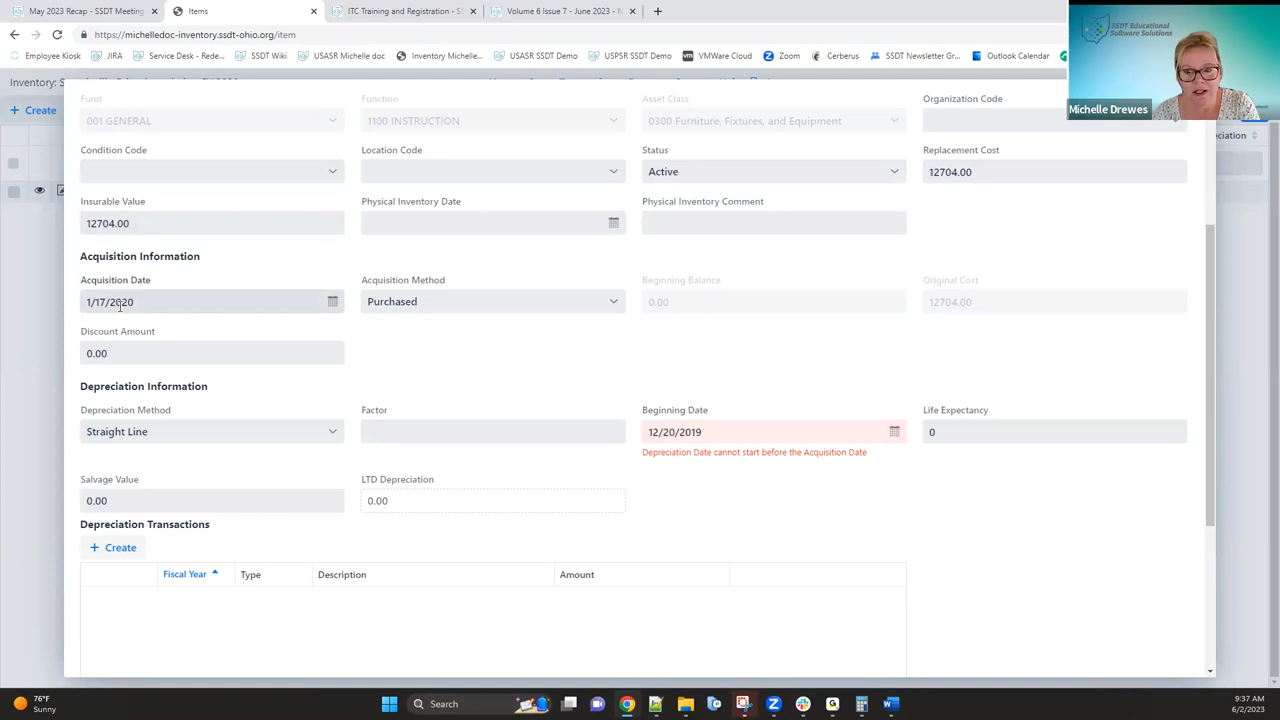 May 2023 Recap - SSDT Meeting
Items
ITC Training and Registration - SS
Volume 6 Issue 7 - June 2023 - M
https://michelledoc-inventory.ssdt-ohio.org/item
Employee Kiosk
JIRA
Service Desk - Rede...
SSDT Wiki
USASR Michelle doc
Inventory Michelle...
USASR SSDT Demo
USPSR SSDT Demo
VMWare Cloud
Zoom
Cerberus
SSDT Newsletter Gr...
Outlook Calendar
SSDT Educational
Software Solutions
Michelle Drewes
Create
Fund
Function
Asset Class
Organization Code
001 GENERAL
1100 INSTRUCTION
0300 Furniture, Fixtures, and Equipment
Condition Code
Location Code
Status
Replacement Cost
Active
12704.00
Insurable Value
Physical Inventory Date
Physical Inventory Comment
12704.00
Acquisition Information
Acquisition Date
Acquisition Method
Beginning Balance
Original Cost
1/17/2020
Purchased
0.00
12704.00
Discount Amount
0.00
Depreciation Information
Depreciation Method
Factor
Beginning Date
Life Expectancy
Straight Line
12/20/2019
0
Depreciation Date cannot start before the Acquisition Date
Salvage Value
LTD Depreciation
0.00
0.00
Depreciation Transactions
Create
Fiscal Year
Type
Description
Amount
76°F
Sunny
Search
9:37 AM
6/2/2023